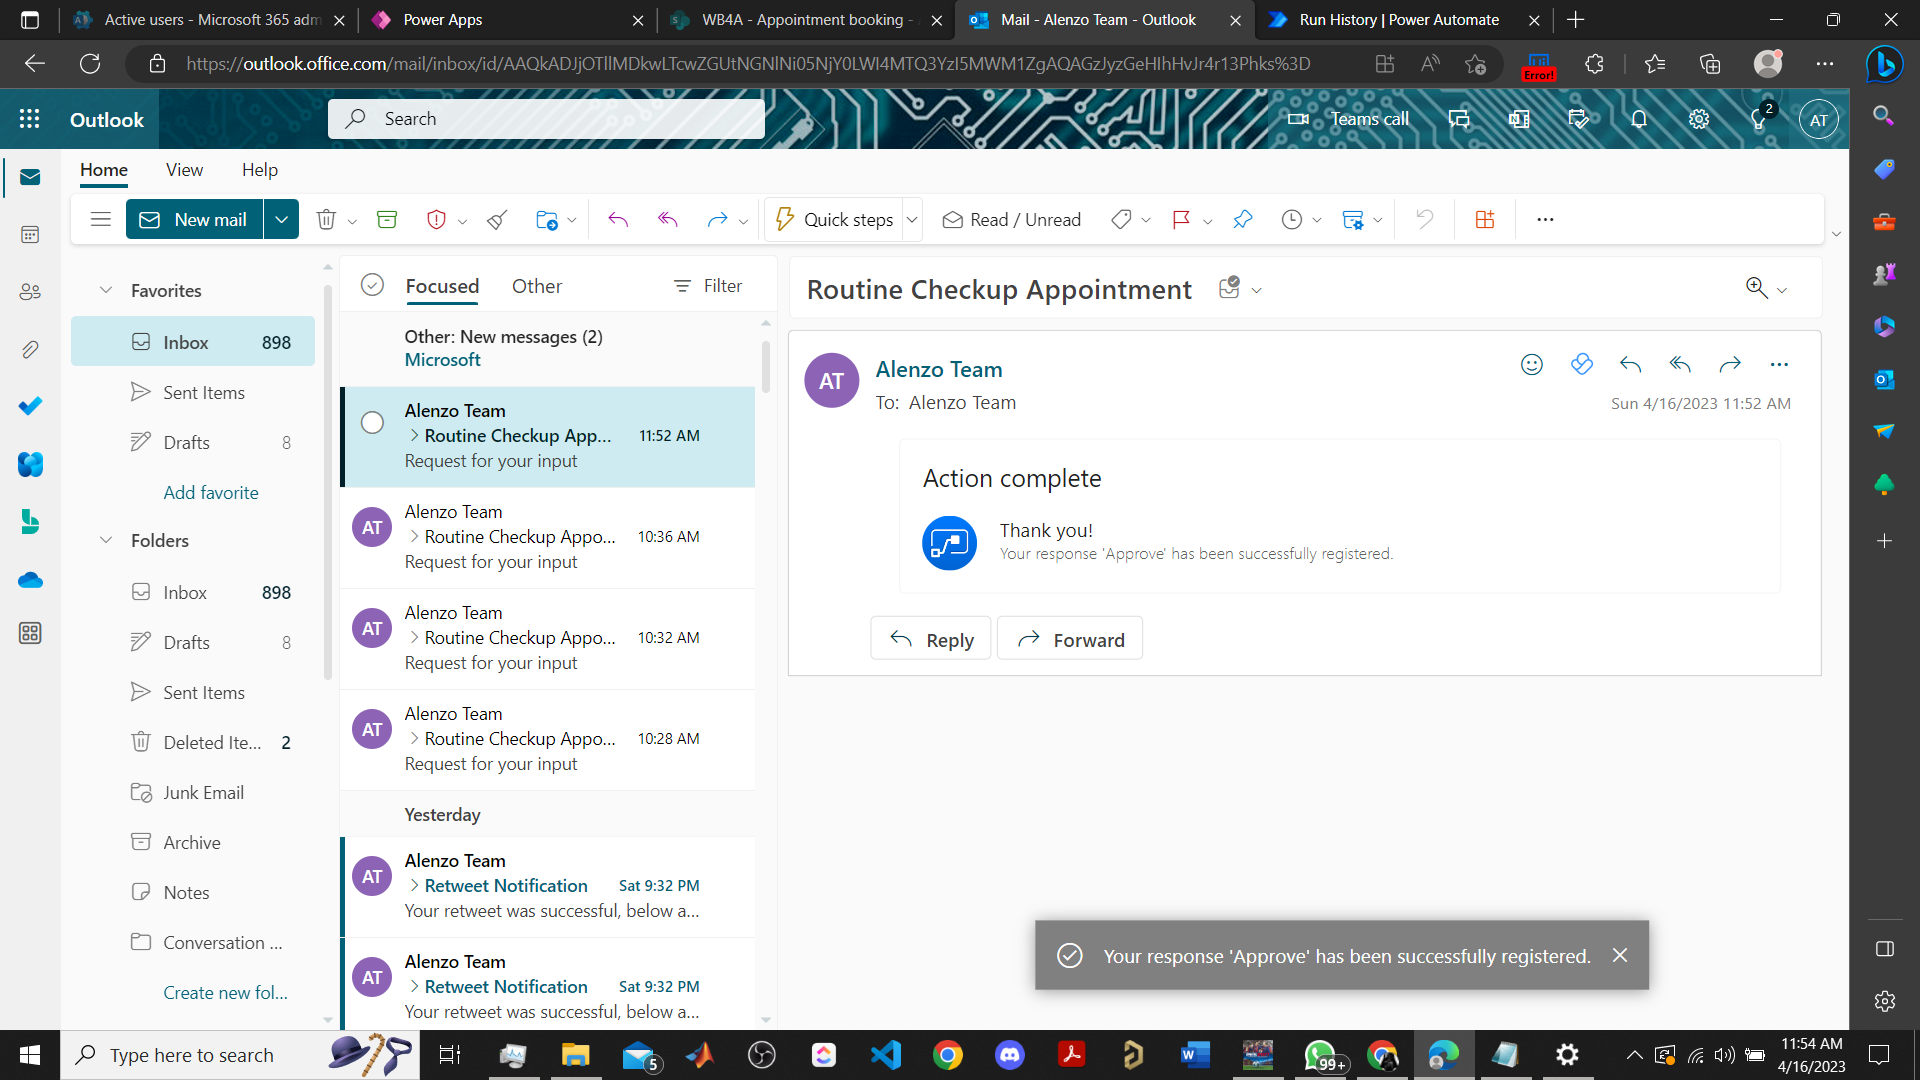 Active users - Microsoft 365 adm
Power Apps
WB4A - Appointment booking -
Mail - Alenzo Team - Outlook
Run History | Power Automate
https://outlook.office.com/mail/inbox/id/AAQkADJjOTllMDkwLTcwZGUtNGNlNi05NjY0LWI4MTQ3YzI5MWM1ZgAQAGzJyzGeHIhHvJr4r13Phks%3D
Error!
Outlook
Search
Teams call
2
AT
Home
View
Help
New mail
Quick steps
Read / Unread
Favorites
Inbox 898
Sent Items
Drafts 8
Add favorite
Folders
Inbox 898
Drafts 8
Sent Items
Deleted Ite... 2
Junk Email
Archive
Notes
Conversation ...
Create new fol...
Focused
Other
Filter
Other: New messages (2)
Microsoft
Alenzo Team
Routine Checkup App... 11:52 AM
Request for your input
AT
Alenzo Team
Routine Checkup Appo... 10:36 AM
Request for your input
AT
Alenzo Team
Routine Checkup Appo... 10:32 AM
Request for your input
AT
Alenzo Team
Routine Checkup Appo... 10:28 AM
Request for your input
Yesterday
AT
Alenzo Team
Retweet Notification Sat 9:32 PM
Your retweet was successful, below a...
AT
Alenzo Team
Retweet Notification Sat 9:32 PM
Your retweet was successful, below a...
Routine Checkup Appointment
AT
Alenzo Team
To: Alenzo Team
Sun 4/16/2023 11:52 AM
Action complete
Thank you!
Your response 'Approve' has been successfully registered.
Reply
Forward
Your response 'Approve' has been successfully registered.
Type here to search
5
99+
11:54 AM
4/16/2023